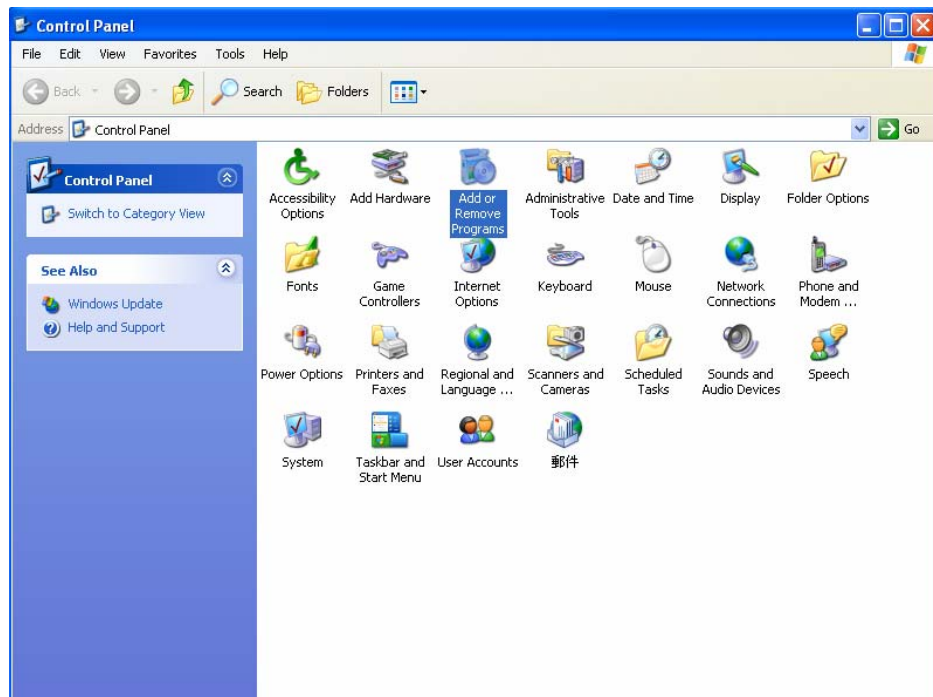 Control Panel
File Edit View Favorites Tools Help
Back Search Folders
Address Control Panel Go
Control Panel
Switch to Category View
See Also
Windows Update
Help and Support
Accessibility Options
Add Hardware
Add or Remove Programs
Administrative Tools
Date and Time
Display
Folder Options
Fonts
Game Controllers
Internet Options
Keyboard
Mouse
Network Connections
Phone and Modem ...
Power Options
Printers and Faxes
Regional and Language ...
Scanners and Cameras
Scheduled Tasks
Sounds and Audio Devices
Speech
System
Taskbar and Start Menu
User Accounts
郵件